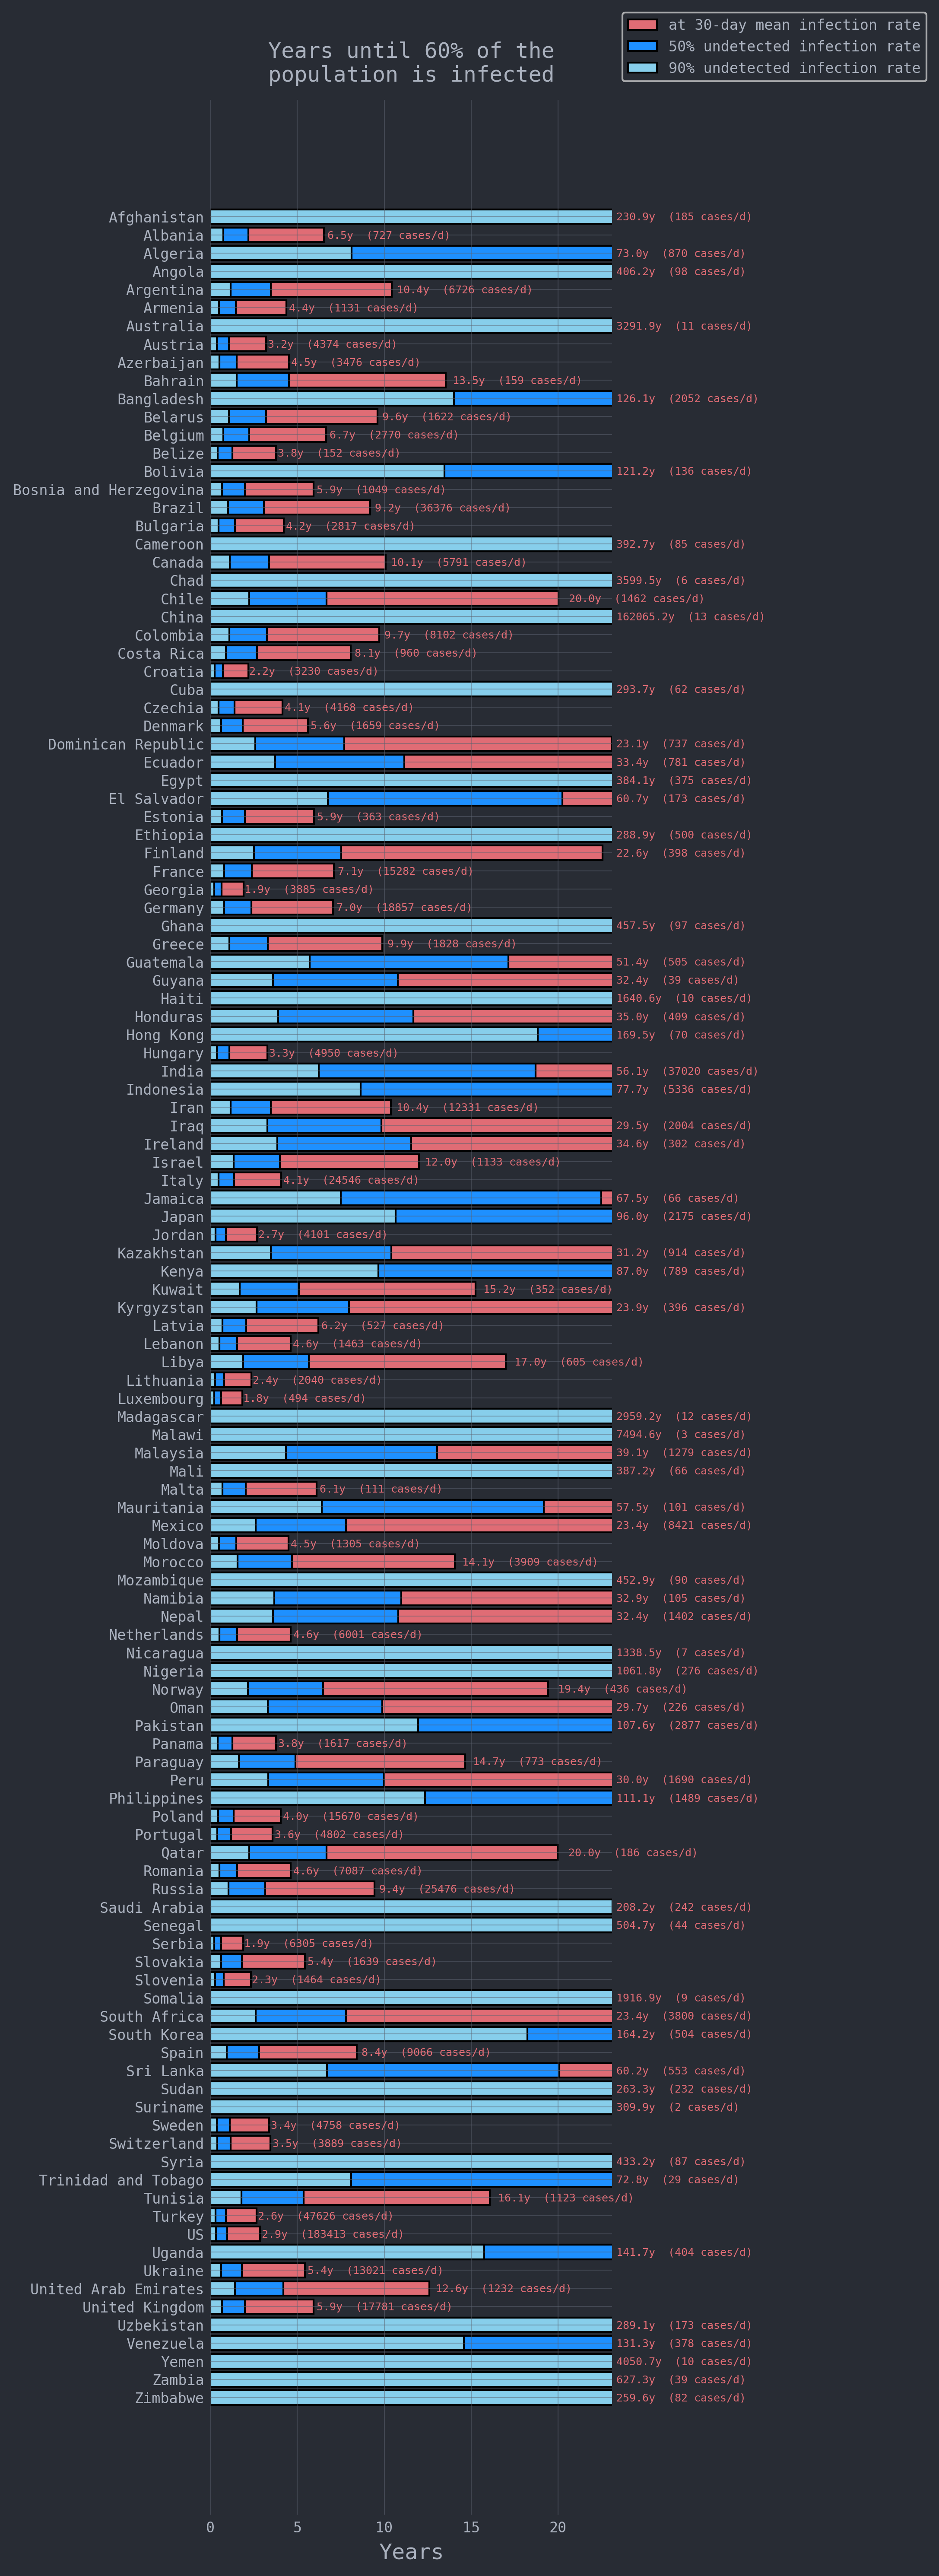 at 30-day mean infection rate
50% undetected infection rate
90% undetected infection rate
Years until 60% of the
population is infected
Afghanistan 230.9y (185 cases/d)
Albania 6.5y (727 cases/d)
Algeria 73.0y (870 cases/d)
Angola 406.2y (98 cases/d)
Argentina 10.4y (6726 cases/d)
Armenia 4.4y (1131 cases/d)
Australia 3291.9y (11 cases/d)
Austria 3.2y (4374 cases/d)
Azerbaijan 4.5y (3476 cases/d)
Bahrain 13.5y (159 cases/d)
Bangladesh 126.1y (2052 cases/d)
Belarus 9.6y (1622 cases/d)
Belgium 6.7y (2770 cases/d)
Belize 3.8y (152 cases/d)
Bolivia 121.2y (136 cases/d)
Bosnia and Herzegovina 5.9y (1049 cases/d)
Brazil 9.2y (36376 cases/d)
Bulgaria 4.2y (2817 cases/d)
Cameroon 392.7y (85 cases/d)
Canada 10.1y (5791 cases/d)
Chad 3599.5y (6 cases/d)
Chile 20.0y (1462 cases/d)
China 162065.2y (13 cases/d)
Colombia 9.7y (8102 cases/d)
Costa Rica 8.1y (960 cases/d)
Croatia 2.2y (3230 cases/d)
Cuba 293.7y (62 cases/d)
Czechia 4.1y (4168 cases/d)
Denmark 5.6y (1659 cases/d)
Dominican Republic 23.1y (737 cases/d)
Ecuador 33.4y (781 cases/d)
Egypt 384.1y (375 cases/d)
El Salvador 60.7y (173 cases/d)
Estonia 5.9y (363 cases/d)
Ethiopia 288.9y (500 cases/d)
Finland 22.6y (398 cases/d)
France 7.1y (15282 cases/d)
Georgia 1.9y (3885 cases/d)
Germany 7.0y (18857 cases/d)
Ghana 457.5y (97 cases/d)
Greece 9.9y (1828 cases/d)
Guatemala 51.4y (505 cases/d)
Guyana 32.4y (39 cases/d)
Haiti 1640.6y (10 cases/d)
Honduras 35.0y (409 cases/d)
Hong Kong 169.5y (70 cases/d)
Hungary 3.3y (4950 cases/d)
India 56.1y (37020 cases/d)
Indonesia 77.7y (5336 cases/d)
Iran 10.4y (12331 cases/d)
Iraq 29.5y (2004 cases/d)
Ireland 34.6y (302 cases/d)
Israel 12.0y (1133 cases/d)
Italy 4.1y (24546 cases/d)
Jamaica 67.5y (66 cases/d)
Japan 96.0y (2175 cases/d)
Jordan 2.7y (4101 cases/d)
Kazakhstan 31.2y (914 cases/d)
Kenya 87.0y (789 cases/d)
Kuwait 15.2y (352 cases/d)
Kyrgyzstan 23.9y (396 cases/d)
Latvia 6.2y (527 cases/d)
Lebanon 4.6y (1463 cases/d)
Libya 17.0y (605 cases/d)
Lithuania 2.4y (2040 cases/d)
Luxembourg 1.8y (494 cases/d)
Madagascar 2959.2y (12 cases/d)
Malawi 7494.6y (3 cases/d)
Malaysia 39.1y (1279 cases/d)
Mali 387.2y (66 cases/d)
Malta 6.1y (111 cases/d)
Mauritania 57.5y (101 cases/d)
Mexico 23.4y (8421 cases/d)
Moldova 4.5y (1305 cases/d)
Morocco 14.1y (3909 cases/d)
Mozambique 452.9y (90 cases/d)
Namibia 32.9y (105 cases/d)
Nepal 32.4y (1402 cases/d)
Netherlands 4.6y (6001 cases/d)
Nicaragua 1338.5y (7 cases/d)
Nigeria 1061.8y (276 cases/d)
Norway 19.4y (436 cases/d)
Oman 29.7y (226 cases/d)
Pakistan 107.6y (2877 cases/d)
Panama 3.8y (1617 cases/d)
Paraguay 14.7y (773 cases/d)
Peru 30.0y (1690 cases/d)
Philippines 111.1y (1489 cases/d)
Poland 4.0y (15670 cases/d)
Portugal 3.6y (4802 cases/d)
Qatar 20.0y (186 cases/d)
Romania 4.6y (7087 cases/d)
Russia 9.4y (25476 cases/d)
Saudi Arabia 208.2y (242 cases/d)
Senegal 504.7y (44 cases/d)
Serbia 1.9y (6305 cases/d)
Slovakia 5.4y (1639 cases/d)
Slovenia 2.3y (1464 cases/d)
Somalia 1916.9y (9 cases/d)
South Africa 23.4y (3800 cases/d)
South Korea 164.2y (504 cases/d)
Spain 8.4y (9066 cases/d)
Sri Lanka 60.2y (553 cases/d)
Sudan 263.3y (232 cases/d)
Suriname 309.9y (2 cases/d)
Sweden 3.4y (4758 cases/d)
Switzerland 3.5y (3889 cases/d)
Syria 433.2y (87 cases/d)
Trinidad and Tobago 72.8y (29 cases/d)
Tunisia 16.1y (1123 cases/d)
Turkey 2.6y (47626 cases/d)
US 2.9y (183413 cases/d)
Uganda 141.7y (404 cases/d)
Ukraine 5.4y (13021 cases/d)
United Arab Emirates 12.6y (1232 cases/d)
United Kingdom 5.9y (17781 cases/d)
Uzbekistan 289.1y (173 cases/d)
Venezuela 131.3y (378 cases/d)
Yemen 4050.7y (10 cases/d)
Zambia 627.3y (39 cases/d)
Zimbabwe 259.6y (82 cases/d)
0 5 10 15 20
Years